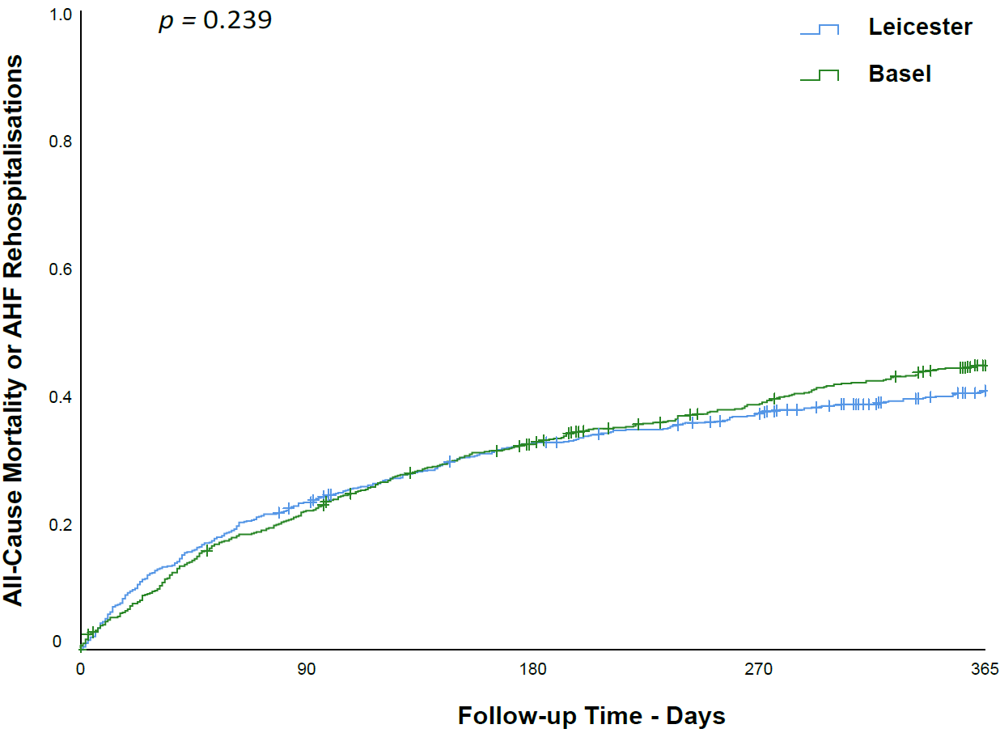 p = 0.239
Leicester
Basel
All-Cause Mortality or AHF Rehospitalisations
1.0
0.8
0.6
0.4
0.2
0
0 90 180 270 365
Follow-up Time - Days